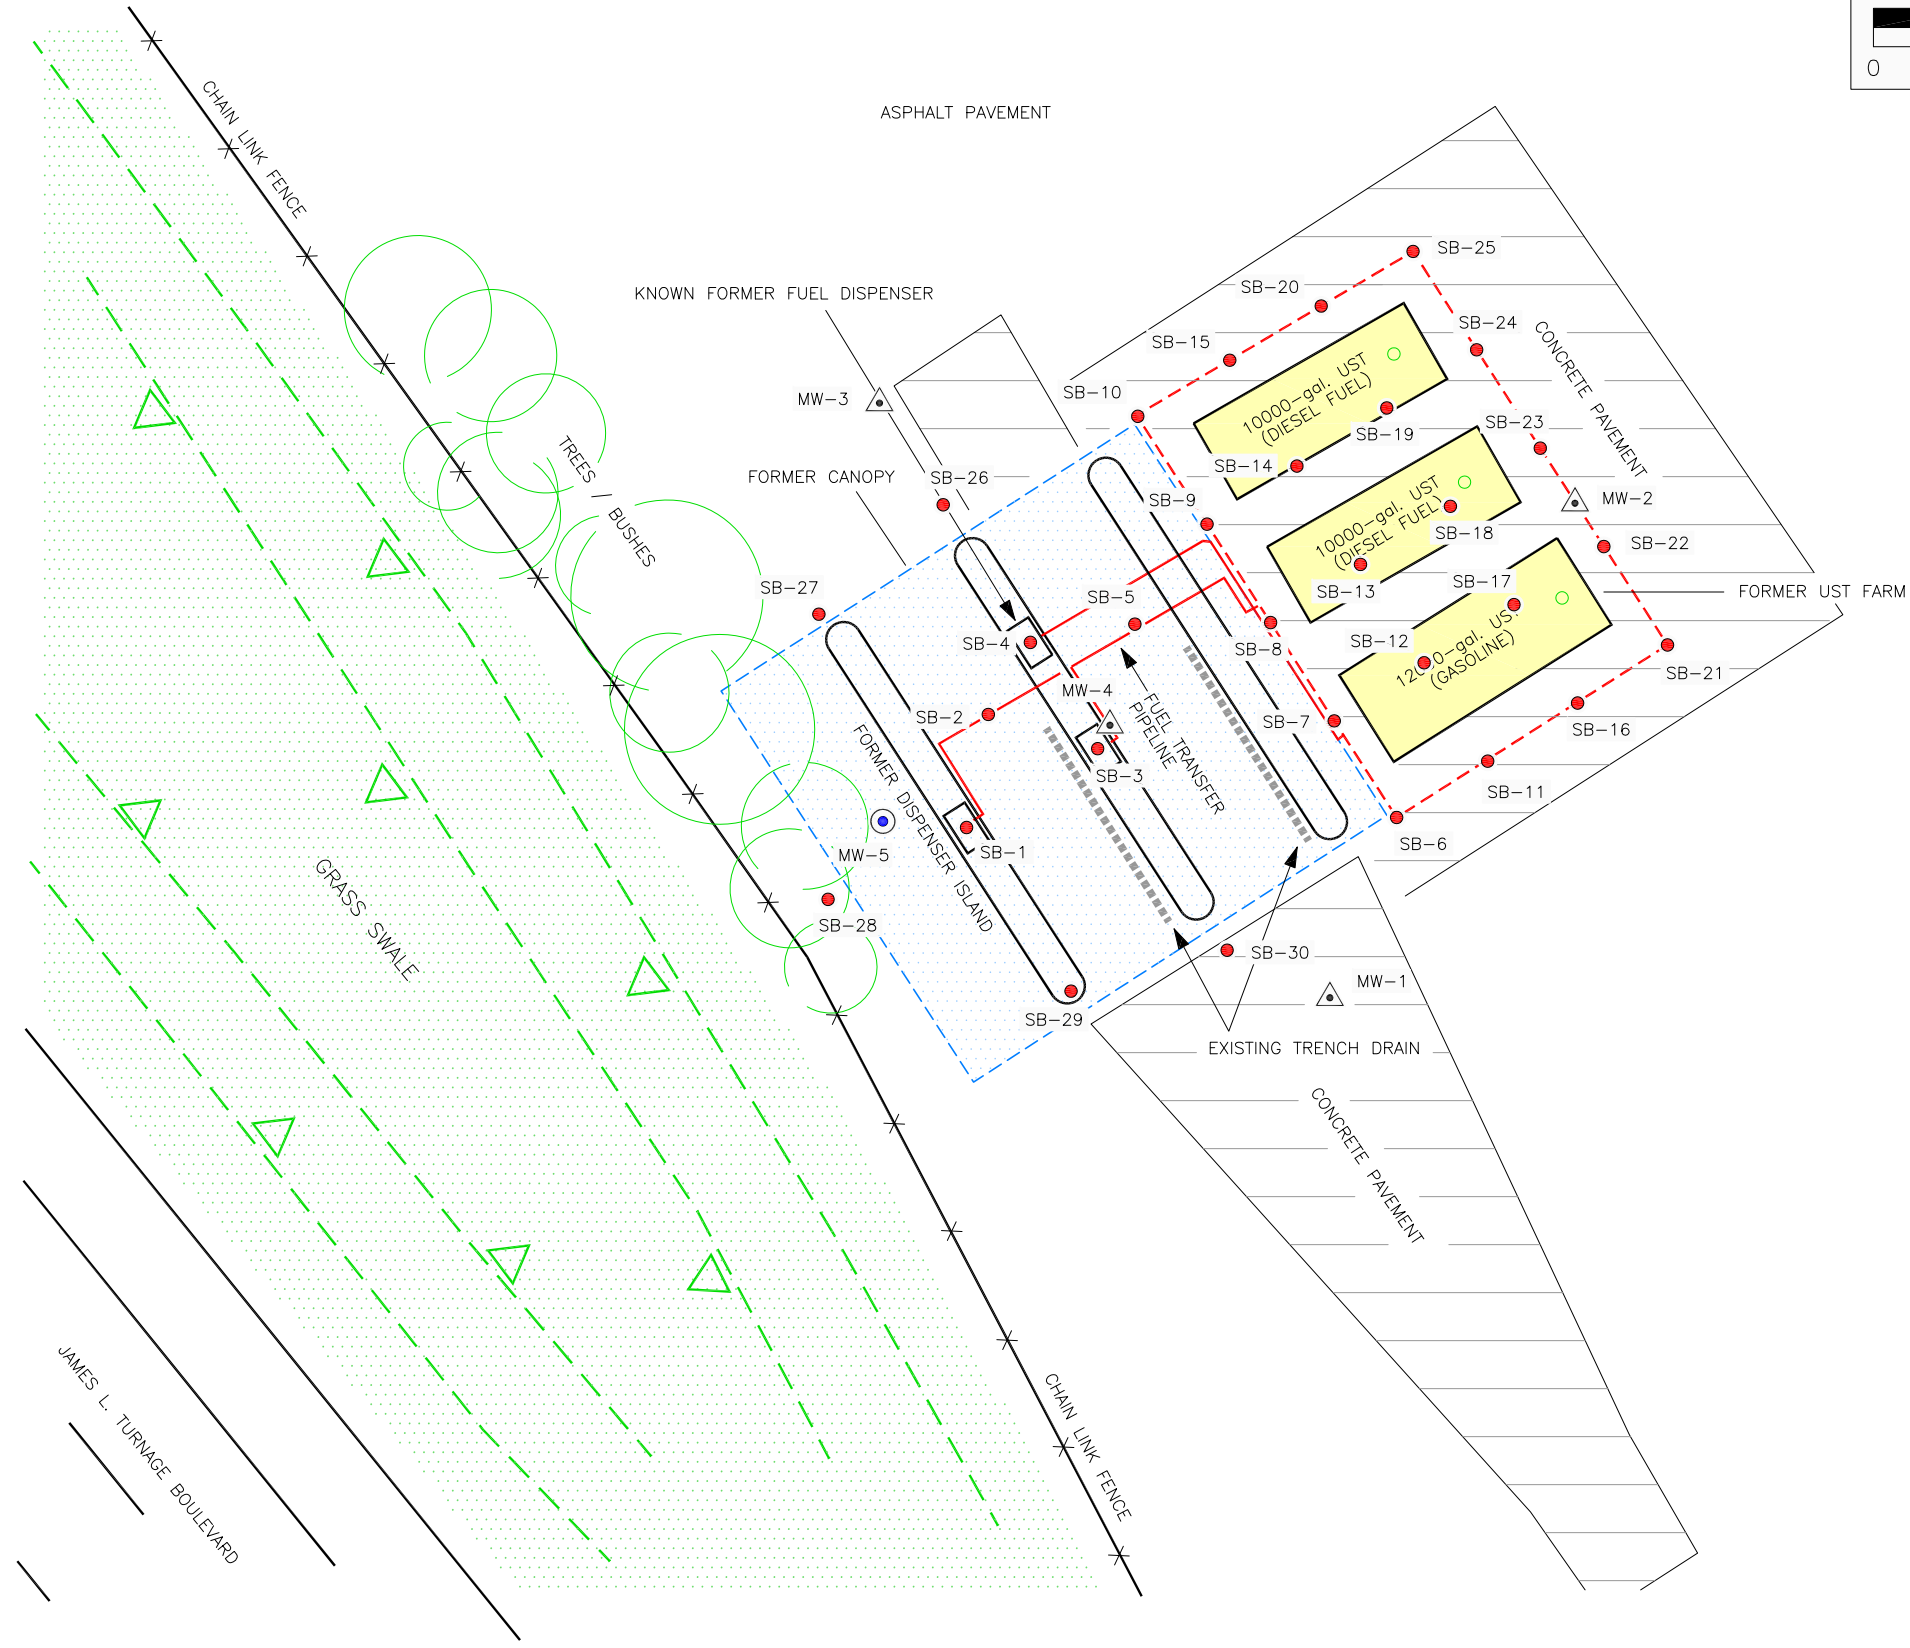 0
CHAIN LINK FENCE
ASPHALT PAVEMENT
SB-25
SB-20
KNOWN FORMER FUEL DISPENSER
SB-24
SB-15
CONCRETE PAVEMENT
10000-gal. UST
(DIESEL FUEL)
SB-10
MW-3
SB-23
SB-19
SB-14
TREES / BUSHES
FORMER CANOPY
SB-26
SB-9
MW-2
10000-gal. UST
(DIESEL FUEL)
SB-18
SB-22
SB-17
SB-27
SB-5
SB-13
FORMER UST FARM
SB-4
SB-8
SB-12
-gal. US
(GASOLINE)
SB-21
MW-4
SB-2
FUEL TRANSFER
PIPELINE
SB-7
SB-16
FORMER DISPENSER ISLAND
SB-3
SB-11
MW-5
SB-1
SB-6
GRASS SWALE
SB-28
SB-30
MW-1
SB-29
EXISTING TRENCH DRAIN
CONCRETE PAVEMENT
JAMES L. TURNAGE BOULEVARD
CHAIN LINK FENCE